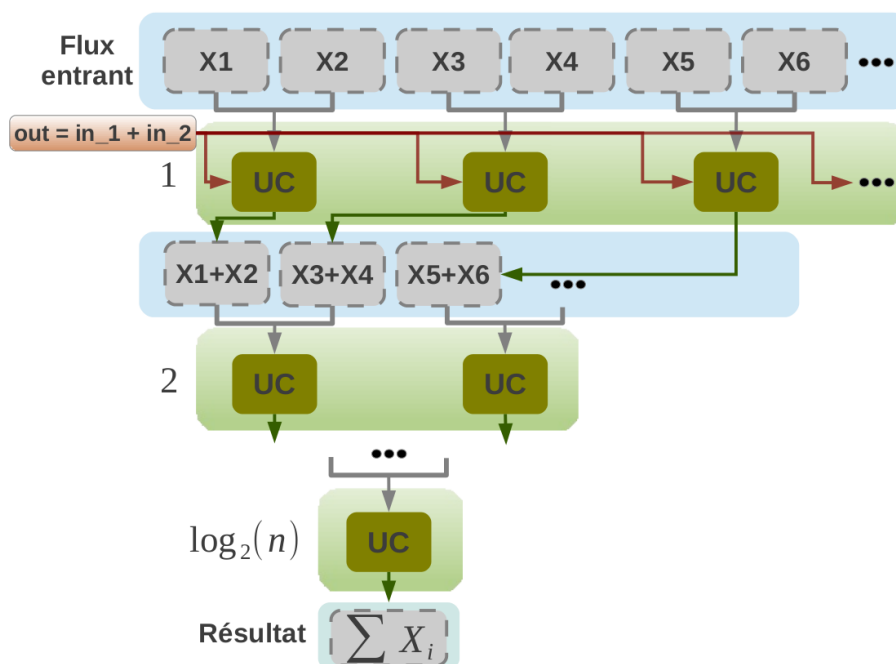 Flux entrant
X1 X2 X3 X4 X5 X6 •••
out = in_1 + in_2
1 UC UC UC •••
X1+X2 X3+X4 X5+X6 •••
2 UC UC
•••
log₂(n) UC
Résultat ∑ Xᵢ